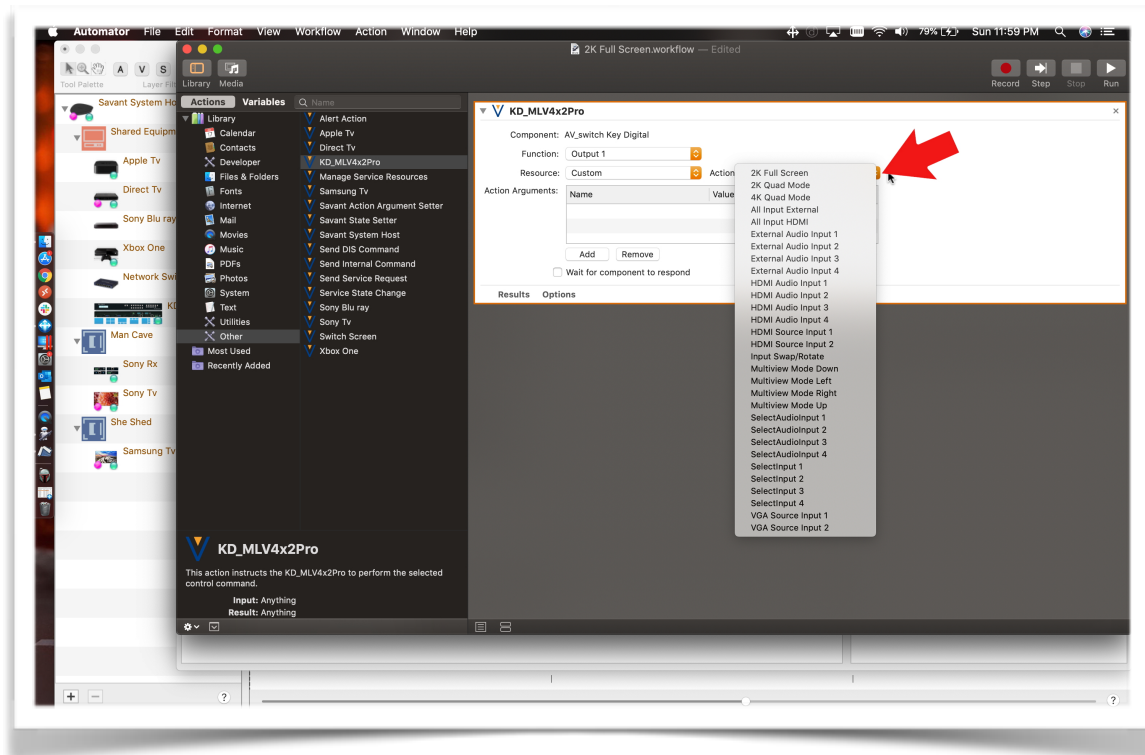 Automator File Edit Format View Workflow Action Window Help
79% Sun 11:59 PM
2K Full Screen.workflow — Edited
A V S
Tool Palette Layer Fil
Library Media
Record Step Stop Run
Actions Variables
Name
Savant System Ho
Shared Equipm
Apple Tv
Direct Tv
Sony Blu ray
Xbox One
Network Swi
KD
Man Cave
Sony Rx
Sony Tv
She Shed
Samsung Tv
Library
Calendar
Contacts
Developer
Files & Folders
Fonts
Internet
Mail
Movies
Music
PDFs
Photos
System
Text
Utilities
Other
Most Used
Recently Added
Alert Action
Apple Tv
Direct Tv
KD_MLV4x2Pro
Manage Service Resources
Samsung Tv
Savant Action Argument Setter
Savant State Setter
Savant System Host
Send DIS Command
Send Internal Command
Send Service Request
Service State Change
Sony Blu ray
Sony Tv
Switch Screen
Xbox One
KD_MLV4x2Pro
Component: AV_switch Key Digital
Function: Output 1
Resource: Custom Action
Action Arguments:
Name Value
Add Remove
Wait for component to respond
Results Options
2K Full Screen
2K Quad Mode
4K Quad Mode
All Input External
All Input HDMI
External Audio Input 1
External Audio Input 2
External Audio Input 3
External Audio Input 4
HDMI Audio Input 1
HDMI Audio Input 2
HDMI Audio Input 3
HDMI Audio Input 4
HDMI Source Input 1
HDMI Source Input 2
Input Swap/Rotate
Multiview Mode Down
Multiview Mode Left
Multiview Mode Right
Multiview Mode Up
SelectAudioInput 1
SelectAudioInput 2
SelectAudioInput 3
SelectAudioInput 4
SelectInput 1
SelectInput 2
SelectInput 3
SelectInput 4
VGA Source Input 1
VGA Source Input 2
KD_MLV4x2Pro
This action instructs the KD_MLV4x2Pro to perform the selected
control command.
Input: Anything
Result: Anything
?
?